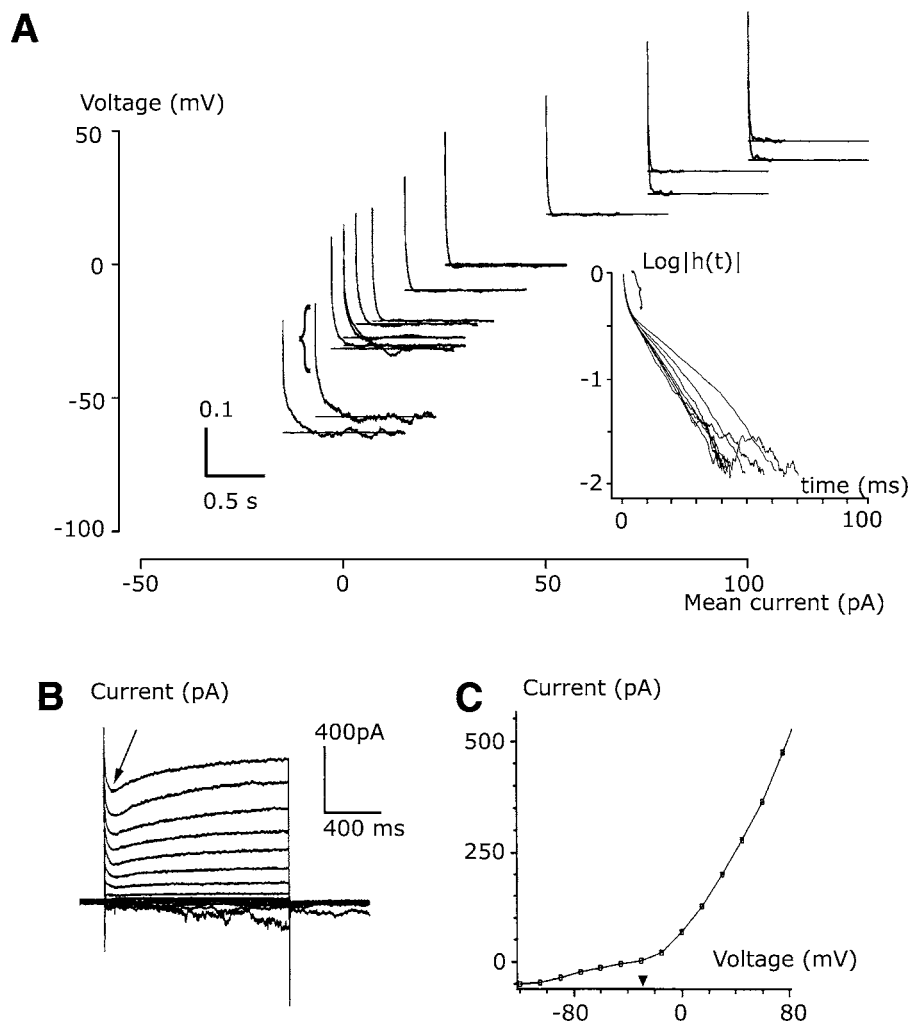 A
Voltage (mV)
50
0
-50
-100
0.1
0.5 s
Log|h(t)|
0
-1
-2
time (ms)
0
100
-50
0
50
100
Mean current (pA)
B
Current (pA)
400pA
400 ms
C
Current (pA)
500
250
0
Voltage (mV)
-80
0
80